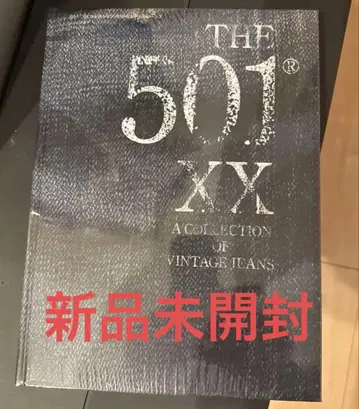 THE
501®
XX
A COLLECTION
OF
VINTAGE JEANS
新品未開封